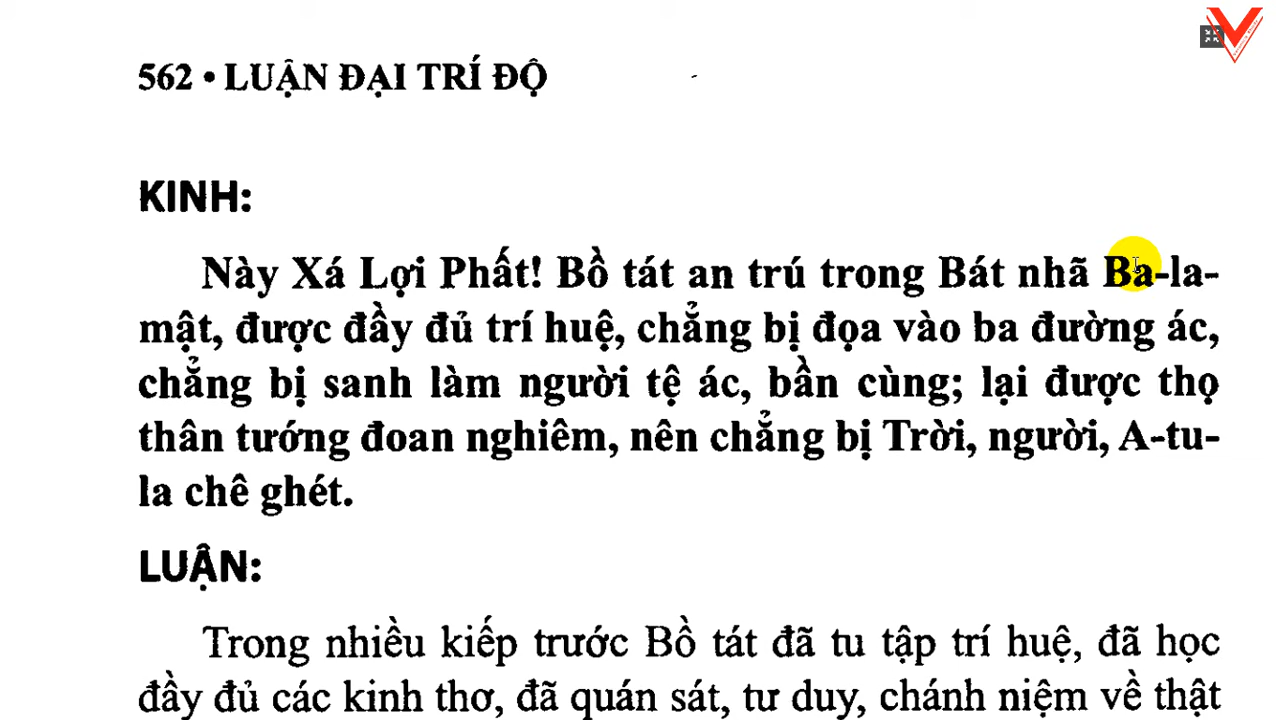 562 • LUẬN ĐẠI TRÍ ĐỘ
KINH:
Này Xá Lợi Phất! Bồ tát an trú trong Bát nhã Ba-la-
mật, được đầy đủ trí huệ, chẳng bị đọa vào ba đường ác,
chẳng bị sanh làm người tệ ác, bần cùng; lại được thọ
thân tướng đoan nghiêm, nên chẳng bị Trời, người, A-tu-
la chê ghét.
LUẬN:
Trong nhiều kiếp trước Bồ tát đã tu tập trí huệ, đã học
đầy đủ các kinh thơ, đã quán sát, tư duy, chánh niệm về thật